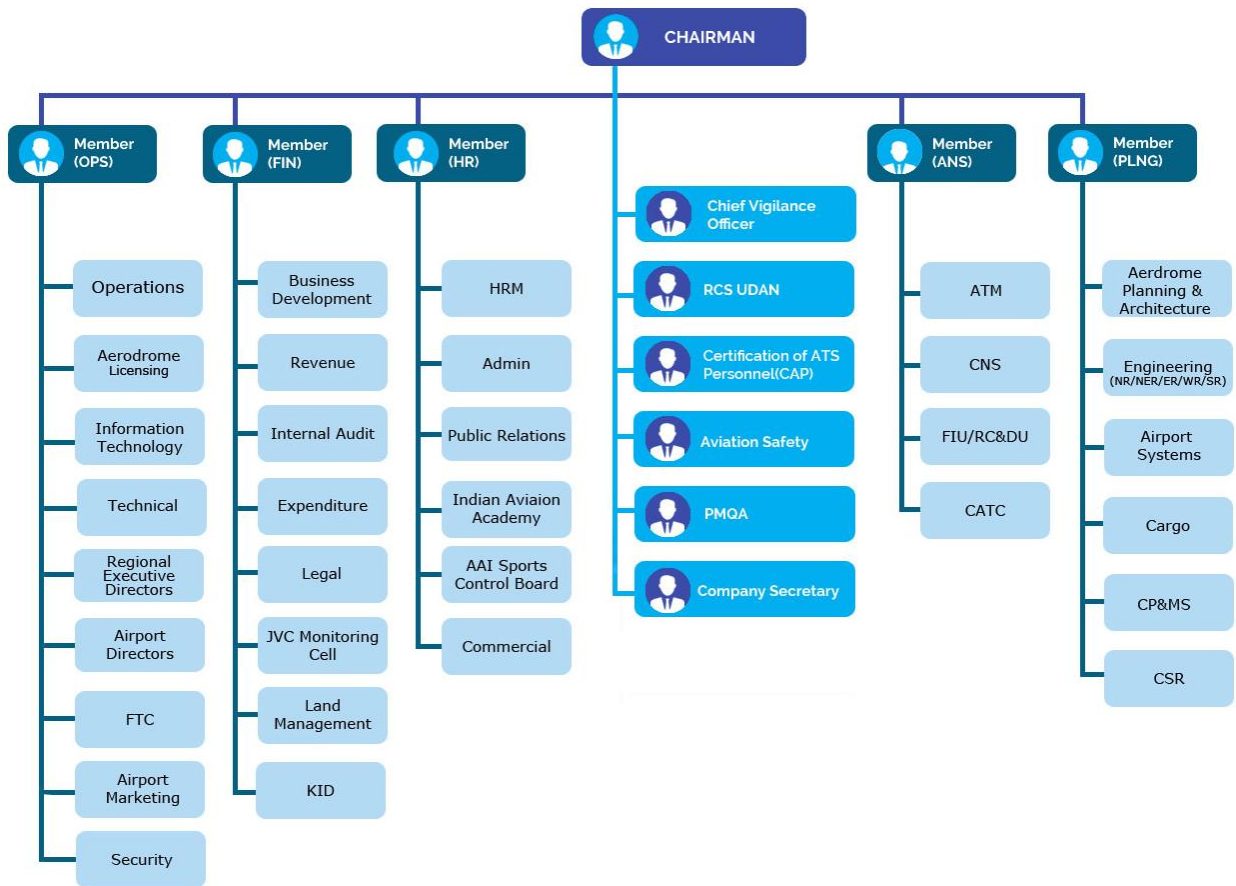 CHAIRMAN
Member
(OPS)
Operations
Aerodrome
Licensing
Information
Technology
Technical
Regional
Executive
Directors
Airport
Directors
FTC
Airport
Marketing
Security
Member
(FIN)
Business
Development
Revenue
Internal Audit
Expenditure
Legal
JVC Monitoring
Cell
Land
Management
KID
Member
(HR)
HRM
Admin
Public Relations
Indian Aviaion
Academy
AAI Sports
Control Board
Commercial
Chief Vigilance
Officer
RCS UDAN
Certification of ATS
Personnel(CAP)
Aviation Safety
PMQA
Company Secretary
Member
(ANS)
ATM
CNS
FIU/RC&DU
CATC
Member
(PLNG)
Aerdrome
Planning &
Architecture
Engineering
(NR/NER/ER/WR/SR)
Airport
Systems
Cargo
CP&MS
CSR